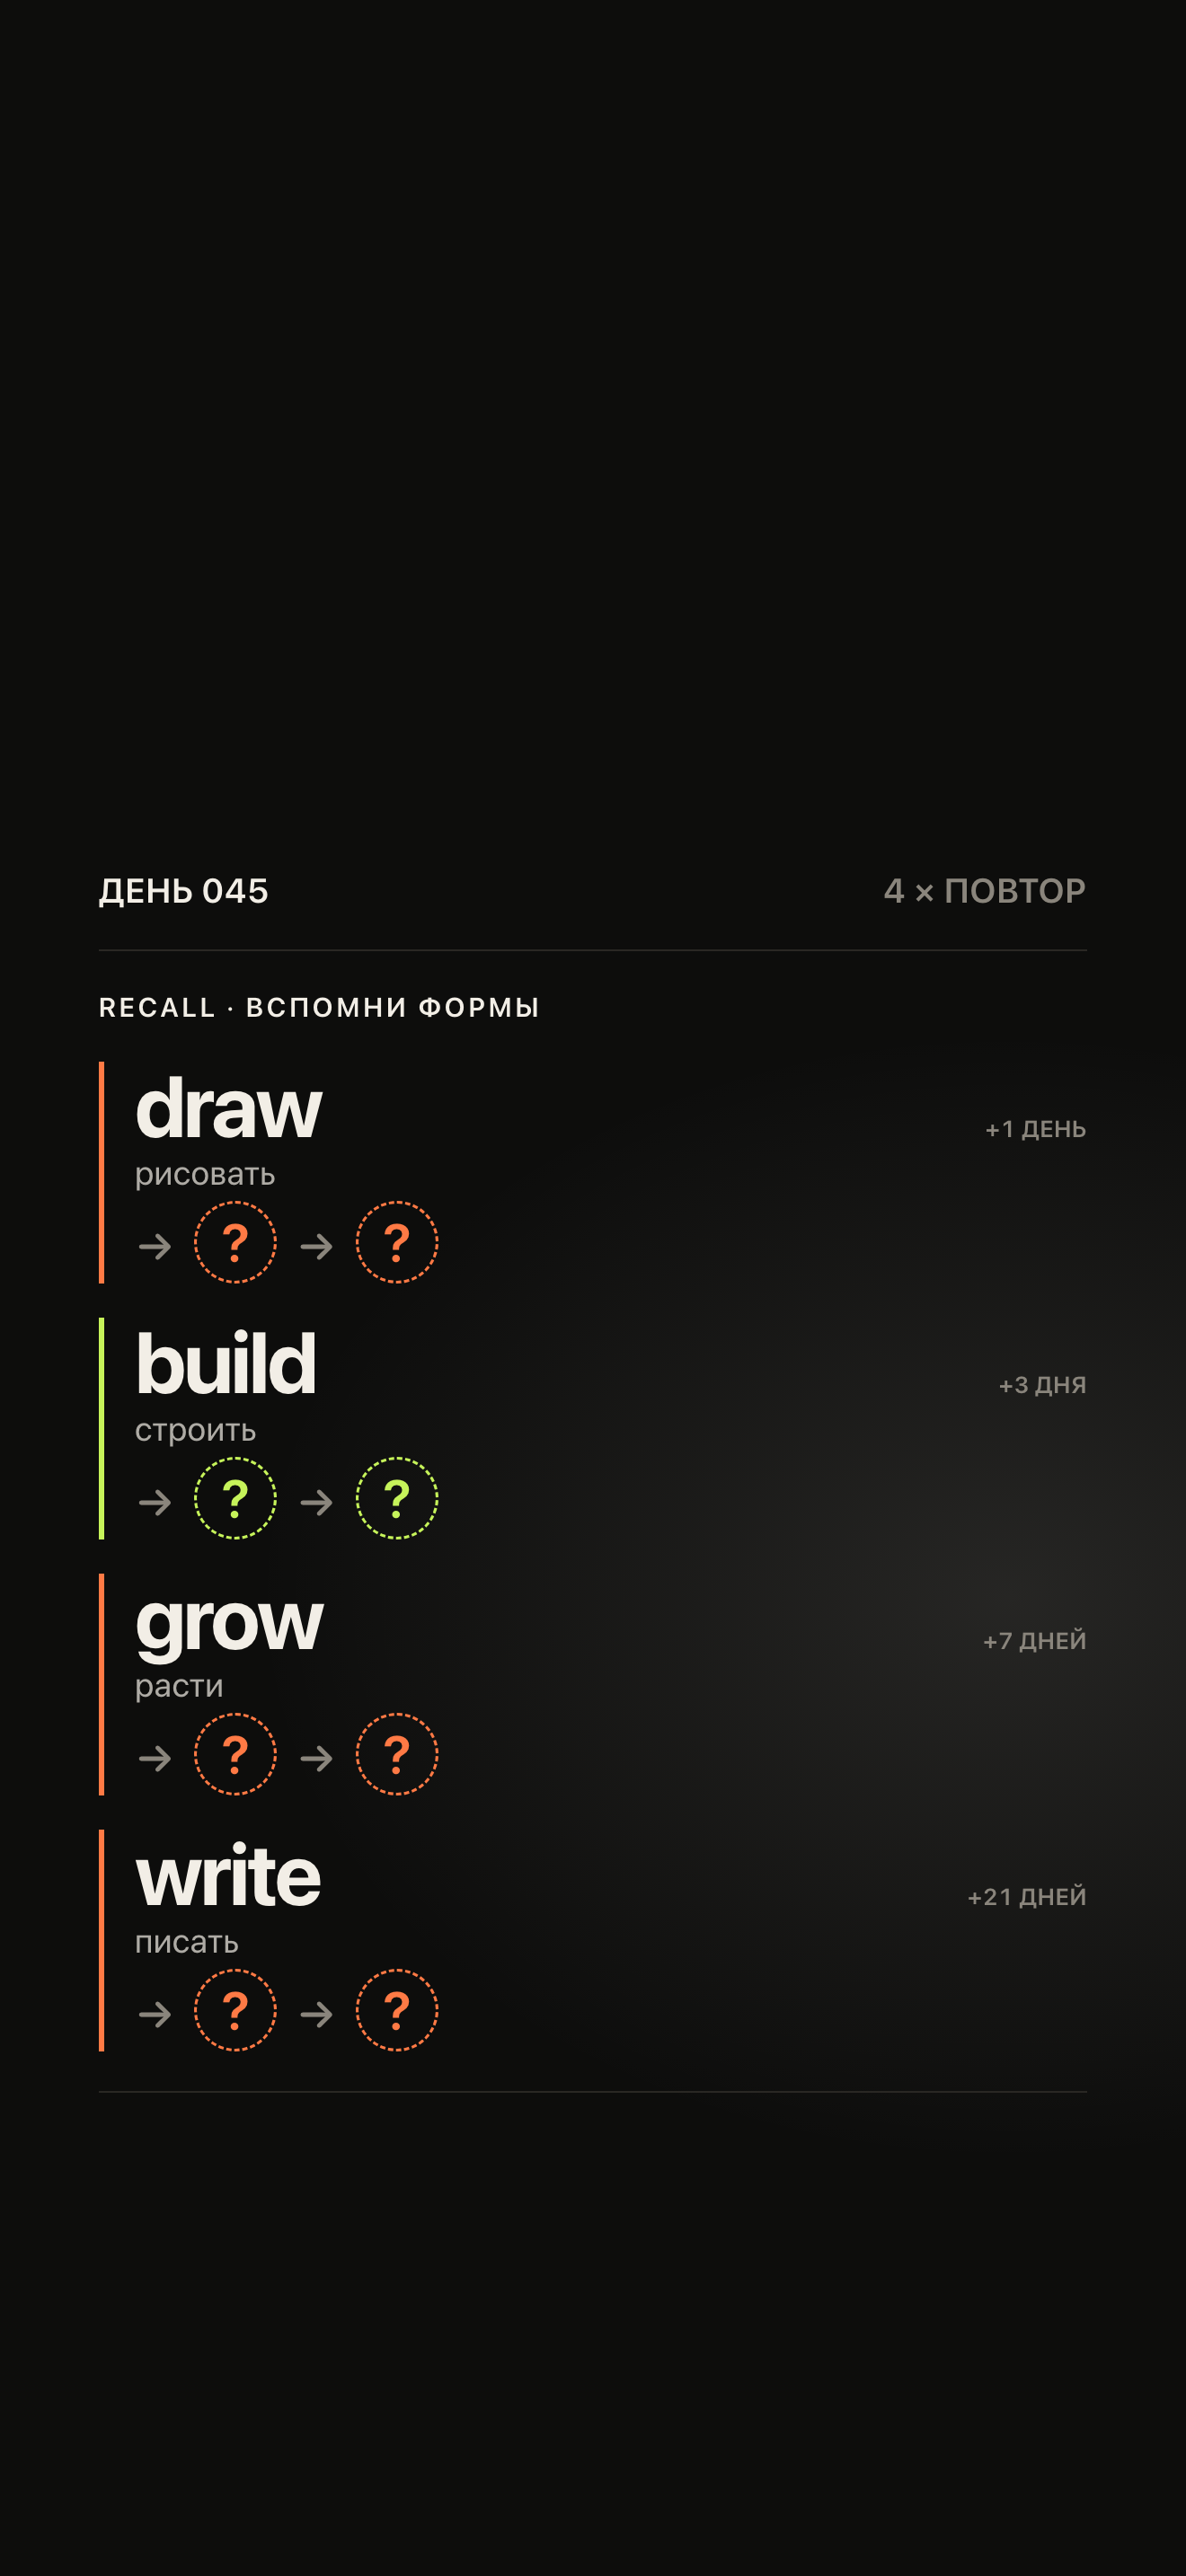 ДЕНЬ 045
4 × ПОВТОР
RECALL · ВСПОМНИ ФОРМЫ
draw
+1 ДЕНЬ
рисовать
→ ? → ?
build
+3 ДНЯ
строить
→ ? → ?
grow
+7 ДНЕЙ
расти
→ ? → ?
write
+21 ДНЕЙ
писать
→ ? → ?